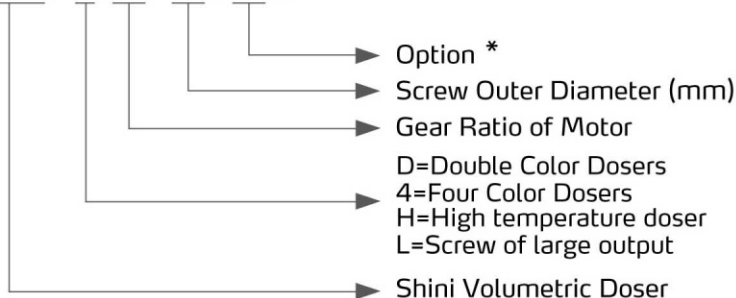 Option *
Screw Outer Diameter (mm)
Gear Ratio of Motor
D=Double Color Dosers
4=Four Color Dosers
H=High temperature doser
L=Screw of large output
Shini Volumetric Doser